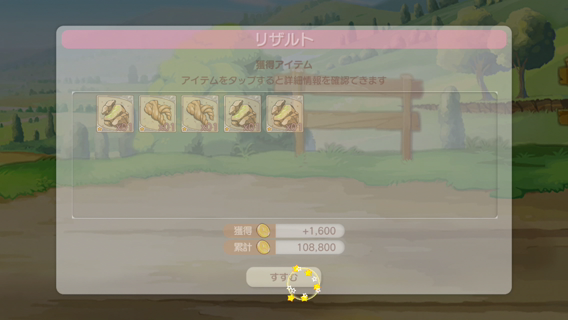 リザルト
獲得アイテム
アイテムをタップすると詳細情報を確認できます
獲得 +1,600
累計 108,800
すすむ